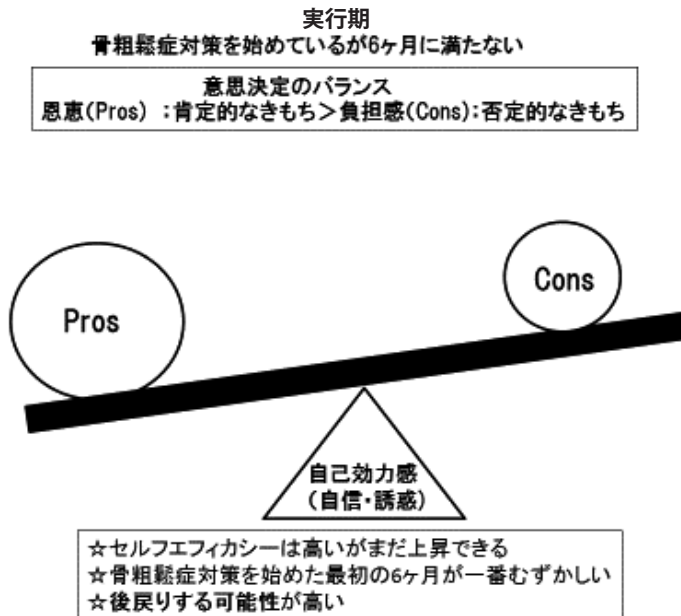 実行期
骨粗鬆症対策を始めているが6ヶ月に満たない
意思決定のバランス
恩恵(Pros) :肯定的なきもち>負担感(Cons):否定的なきもち
Cons
Pros
自己効力感
(自信・誘惑)
☆セルフエフィカシーは高いがまだ上昇できる
☆骨粗鬆症対策を始めた最初の6ヶ月が一番むずかしい
☆後戻りする可能性が高い